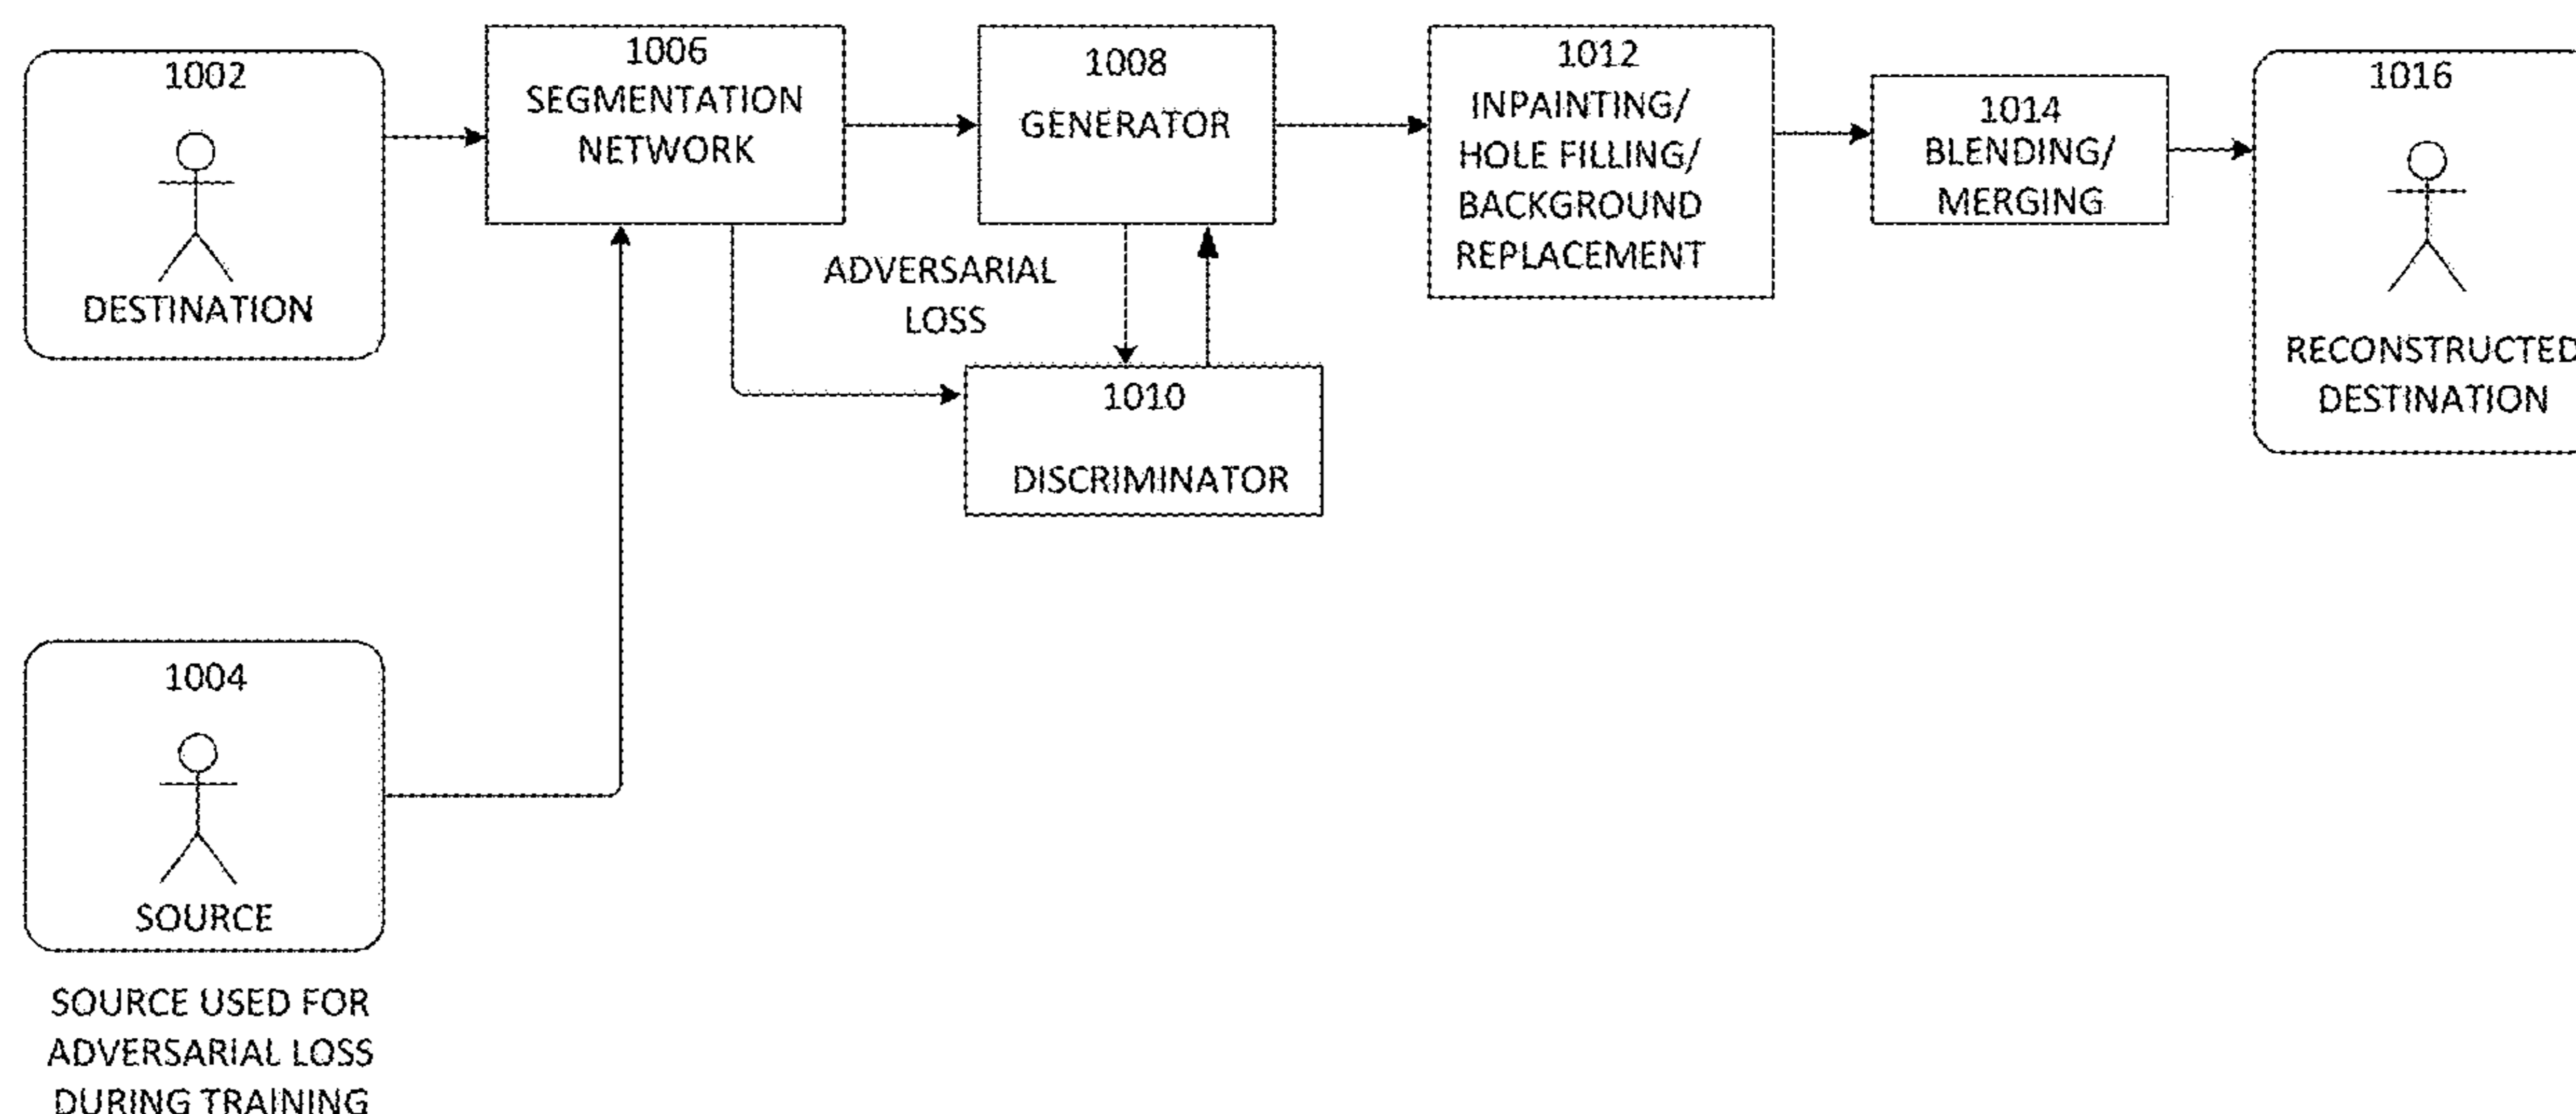 1002
DESTINATION
1006
SEGMENTATION
NETWORK
1008
GENERATOR
ADVERSARIAL
LOSS
1010
DISCRIMINATOR
1012
INPAINTING/
HOLE FILLING/
BACKGROUND
REPLACEMENT
1014
BLENDING/
MERGING
1016
RECONSTRUCTED
DESTINATION
1004
SOURCE
SOURCE USED FOR
ADVERSARIAL LOSS
DURING TRAINING